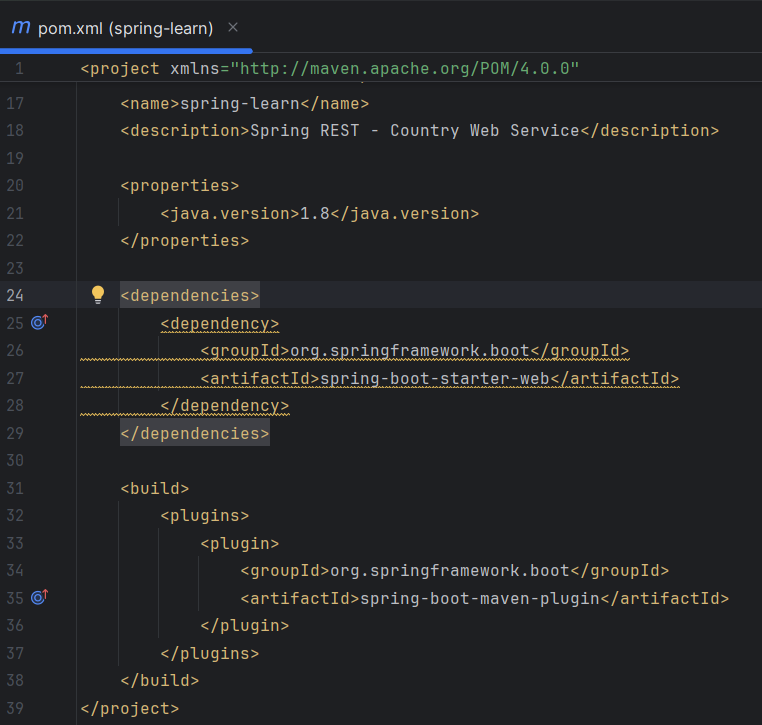 m pom.xml (spring-learn) ×
1 <project xmlns="http://maven.apache.org/POM/4.0.0"
17 <name>spring-learn</name>
18 <description>Spring REST - Country Web Service</description>
19
20 <properties>
21 <java.version>1.8</java.version>
22 </properties>
23
24 <dependencies>
25 <dependency>
26 <groupId>org.springframework.boot</groupId>
27 <artifactId>spring-boot-starter-web</artifactId>
28 </dependency>
29 </dependencies>
30
31 <build>
32 <plugins>
33 <plugin>
34 <groupId>org.springframework.boot</groupId>
35 <artifactId>spring-boot-maven-plugin</artifactId>
36 </plugin>
37 </plugins>
38 </build>
39 </project>